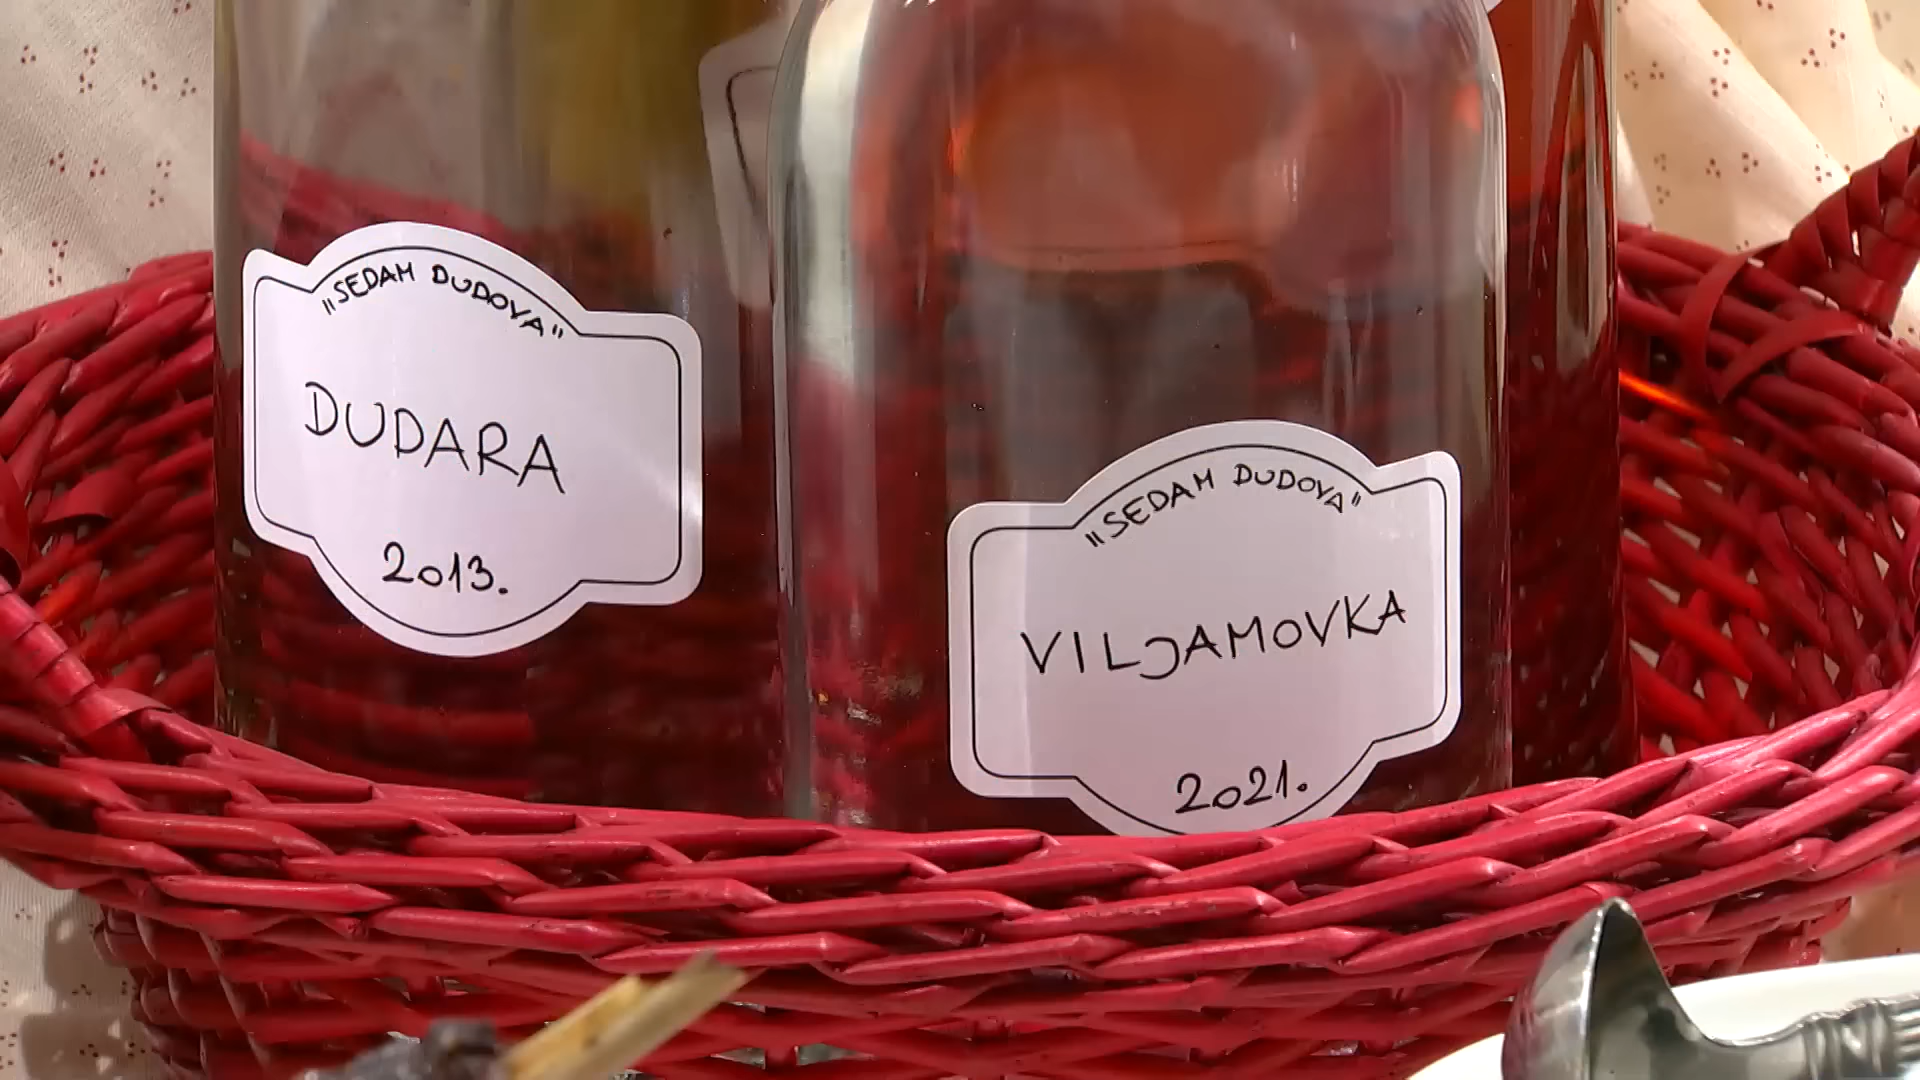 "SEDAM DUDOVA"
DUDARA
2013.
"SEDAM DUDOVA"
VILJAMOVKA
2021.